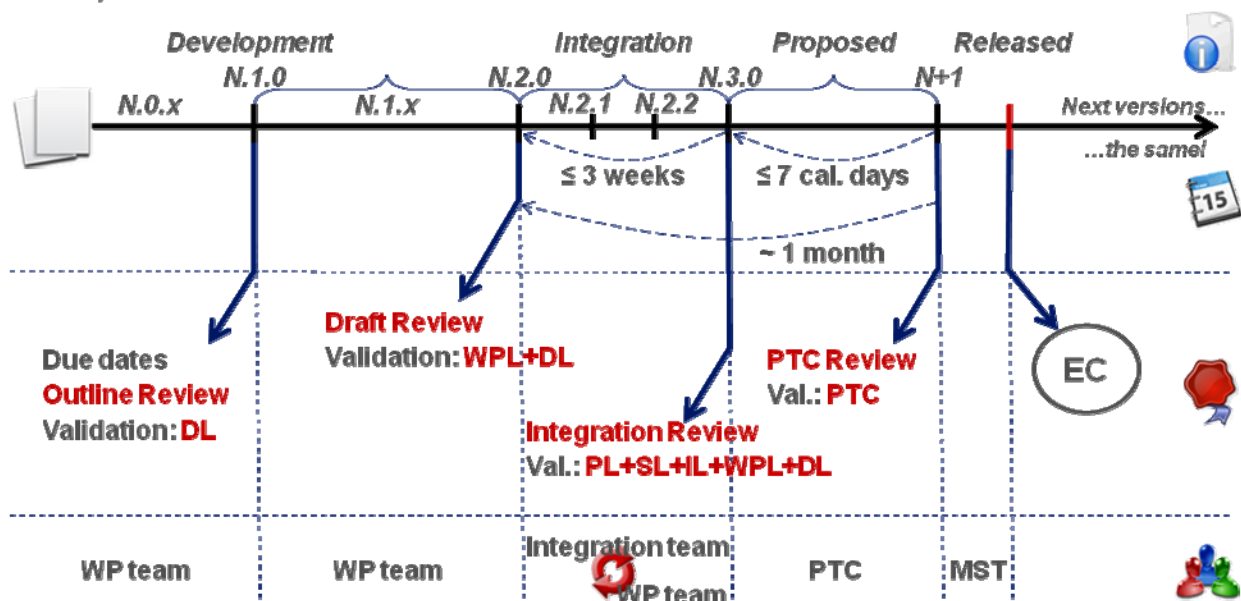 Development
Integration
Proposed
Released
N.1.0
N.2.0
N.3.0
N+1
N.0.x
N.1.x
N.2.1
N.2.2
Next versions...
...the same!
≤ 3 weeks
≤ 7 cal. days
15
~ 1 month
Due dates
Outline Review
Validation: DL
Draft Review
Validation: WPL+DL
Integration Review
Val.: PL+SL+IL+WPL+DL
PTC Review
Val.: PTC
EC
WP team
WP team
Integration team
WP team
PTC
MST